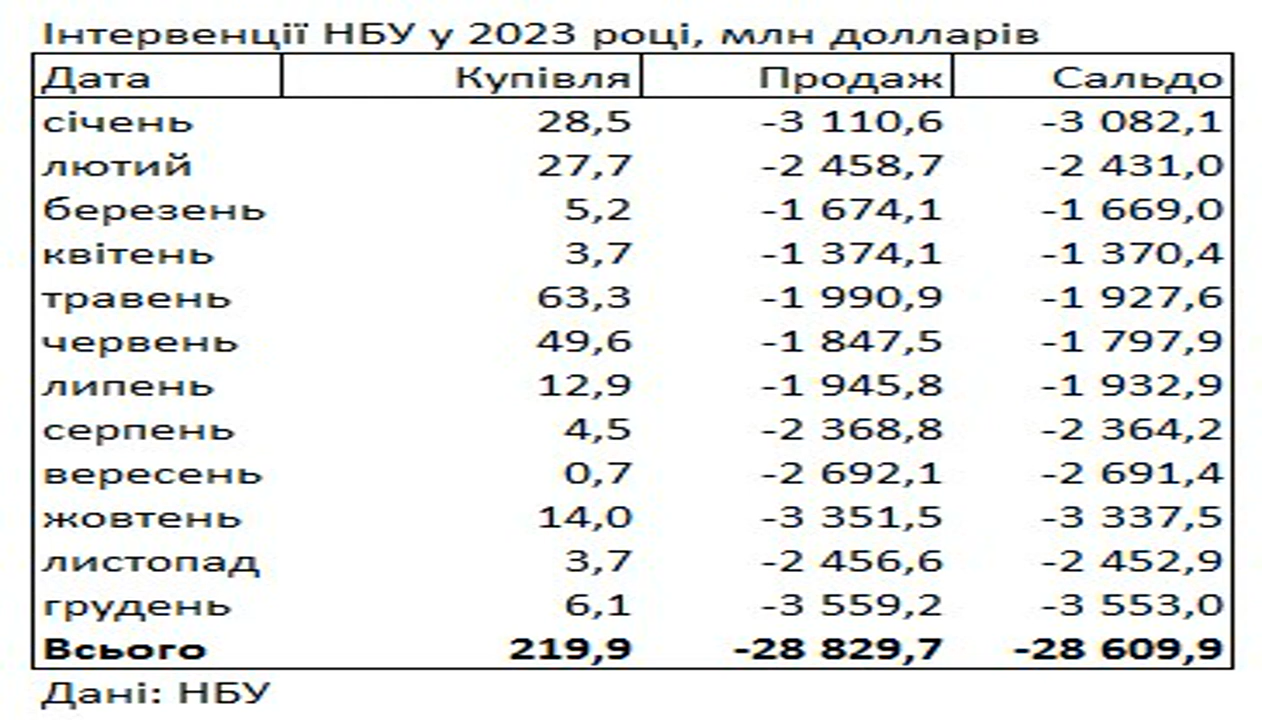 Інтервенції НБУ у 2023 році, млн долларів
Дата Купівля Продаж Сальдо
січень 28,5 -3 110,6 -3 082,1
лютий 27,7 -2 458,7 -2 431,0
березень 5,2 -1 674,1 -1 669,0
квітень 3,7 -1 374,1 -1 370,4
травень 63,3 -1 990,9 -1 927,6
червень 49,6 -1 847,5 -1 797,9
липень 12,9 -1 945,8 -1 932,9
серпень 4,5 -2 368,8 -2 364,2
вересень 0,7 -2 692,1 -2 691,4
жовтень 14,0 -3 351,5 -3 337,5
листопад 3,7 -2 456,6 -2 452,9
грудень 6,1 -3 559,2 -3 553,0
Всього 219,9 -28 829,7 -28 609,9
Дані: НБУ